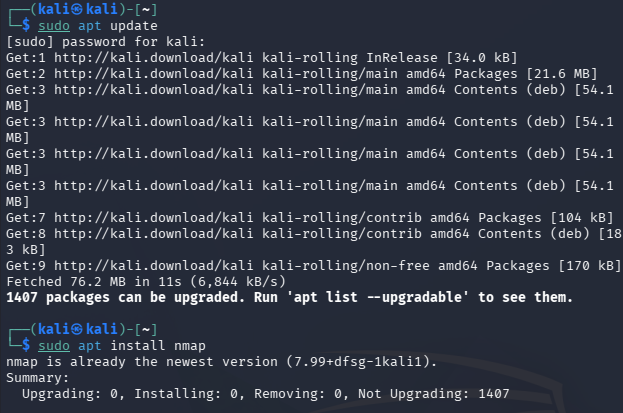 ┌──(kali㉿kali)-[~]
└─$ sudo apt update
[sudo] password for kali:
Get:1 http://kali.download/kali kali-rolling InRelease [34.0 kB]
Get:2 http://kali.download/kali kali-rolling/main amd64 Packages [21.6 MB]
Get:3 http://kali.download/kali kali-rolling/main amd64 Contents (deb) [54.1
MB]
Get:3 http://kali.download/kali kali-rolling/main amd64 Contents (deb) [54.1
MB]
Get:3 http://kali.download/kali kali-rolling/main amd64 Contents (deb) [54.1
MB]
Get:3 http://kali.download/kali kali-rolling/main amd64 Contents (deb) [54.1
MB]
Get:7 http://kali.download/kali kali-rolling/contrib amd64 Packages [104 kB]
Get:8 http://kali.download/kali kali-rolling/contrib amd64 Contents (deb) [18
3 kB]
Get:9 http://kali.download/kali kali-rolling/non-free amd64 Packages [170 kB]
Fetched 76.2 MB in 11s (6,844 kB/s)
1407 packages can be upgraded. Run 'apt list --upgradable' to see them.

┌──(kali㉿kali)-[~]
└─$ sudo apt install nmap
nmap is already the newest version (7.99+dfsg-1kali1).
Summary:
  Upgrading: 0, Installing: 0, Removing: 0, Not Upgrading: 1407